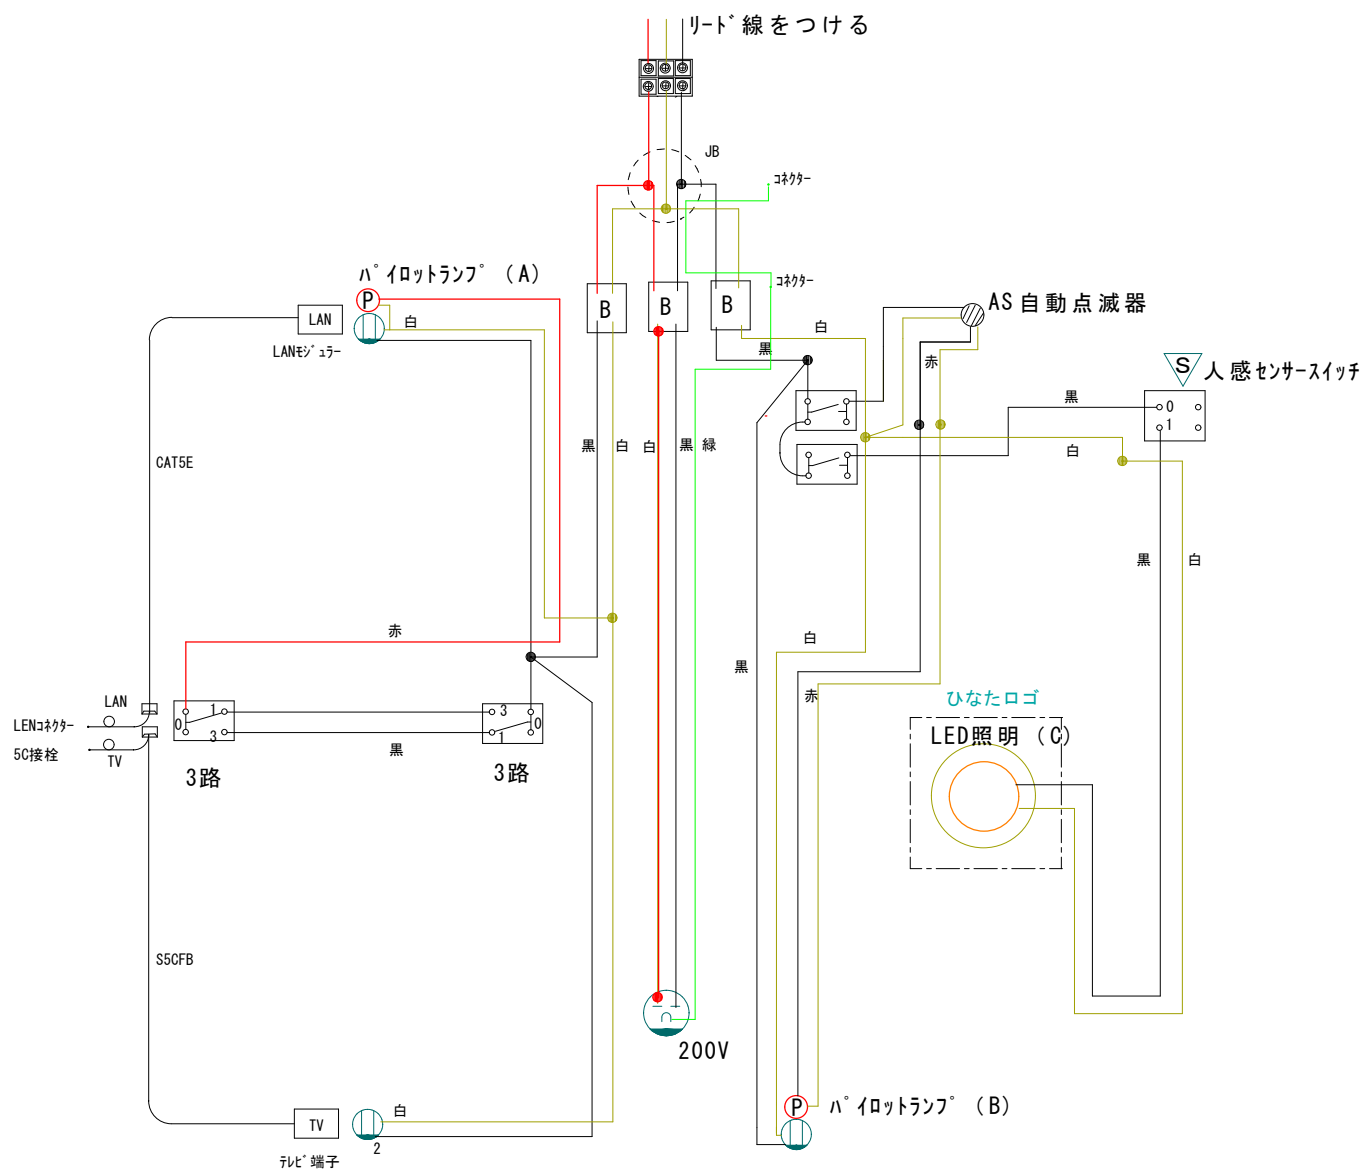 リード線をつける
JB
コネクター
コネクター
パイロットランプ（A）
P
LAN
白
LANモジュラー
B
B
B
白
黒
AS自動点滅器
赤
S
人感センサースイッチ
黒
0
1
黒
白
白
黒
緑
白
CAT5E
黒
白
赤
白
黒
赤
LAN
LENコネクター
5C接栓
TV
0
1
3
3
1
0
黒
3路
3路
ひなたロゴ
LED照明（C）
S5CFB
200V
P
パイロットランプ（B）
白
TV
2
テレビ端子